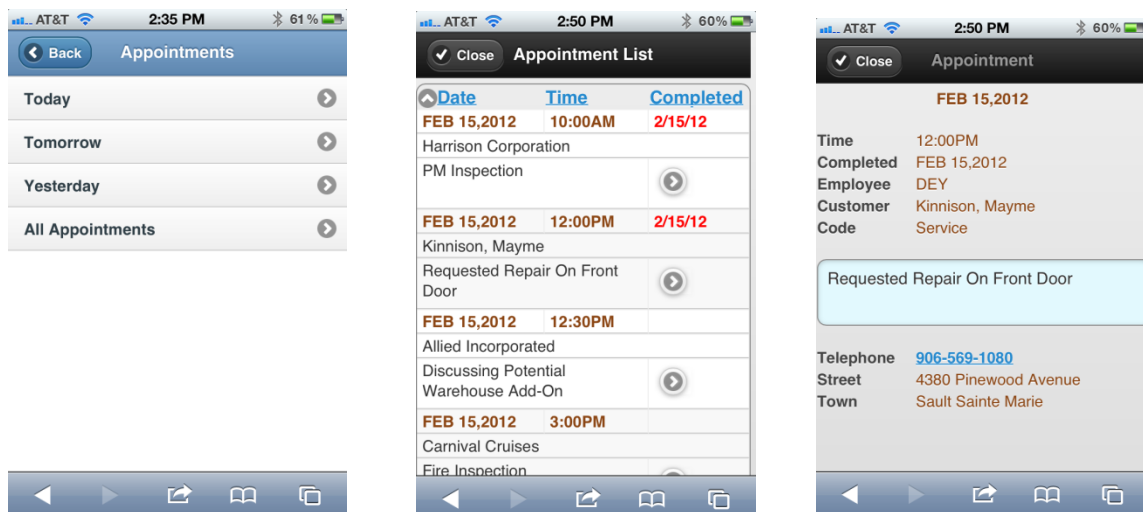 AT&T 2:35 PM 61%
Back Appointments
Today
Tomorrow
Yesterday
All Appointments
AT&T 2:50 PM 60%
Close Appointment List
Date Time Completed
FEB 15,2012 10:00AM 2/15/12
Harrison Corporation
PM Inspection
FEB 15,2012 12:00PM 2/15/12
Kinnison, Mayme
Requested Repair On Front
Door
FEB 15,2012 12:30PM
Allied Incorporated
Discussing Potential
Warehouse Add-On
FEB 15,2012 3:00PM
Carnival Cruises
Fire Inspection
AT&T 2:50 PM 60%
Close Appointment
FEB 15,2012
Time 12:00PM
Completed FEB 15,2012
Employee DEY
Customer Kinnison, Mayme
Code Service
Requested Repair On Front Door
Telephone 906-569-1080
Street 4380 Pinewood Avenue
Town Sault Sainte Marie